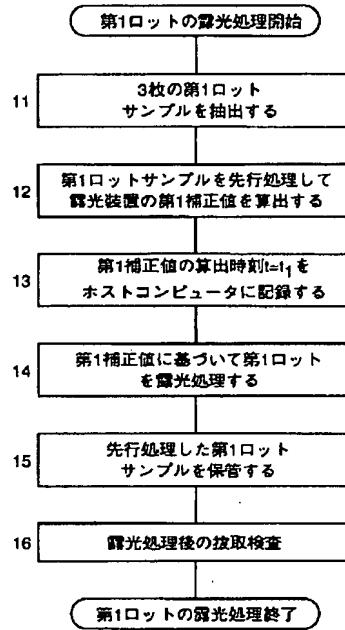 第1ロットの露光処理開始
11
3枚の第1ロット
サンプルを抽出する
12
第1ロットサンプルを先行処理して
露光装置の第1補正値を算出する
13
第1補正値の算出時刻t=t₁を
ホストコンピュータに記録する
14
第1補正値に基づいて第1ロット
を露光処理する
15
先行処理した第1ロット
サンプルを保管する
16
露光処理後の抜取検査
第1ロットの露光処理終了